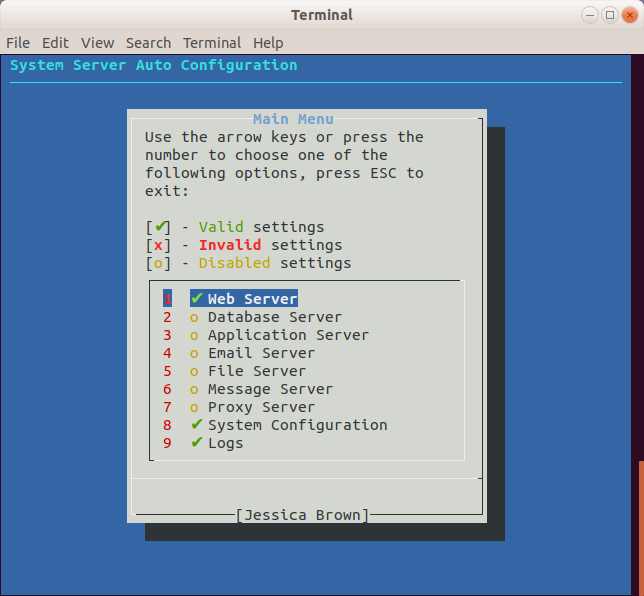 Terminal
File Edit View Search Terminal Help
System Server Auto Configuration
Main Menu
Use the arrow keys or press the
number to choose one of the
following options, press ESC to
exit:
[✔] - Valid settings
[x] - Invalid settings
[o] - Disabled settings
1 ✔ Web Server
2 o Database Server
3 o Application Server
4 o Email Server
5 o File Server
6 o Message Server
7 o Proxy Server
8 ✔ System Configuration
9 ✔ Logs
[Jessica Brown]